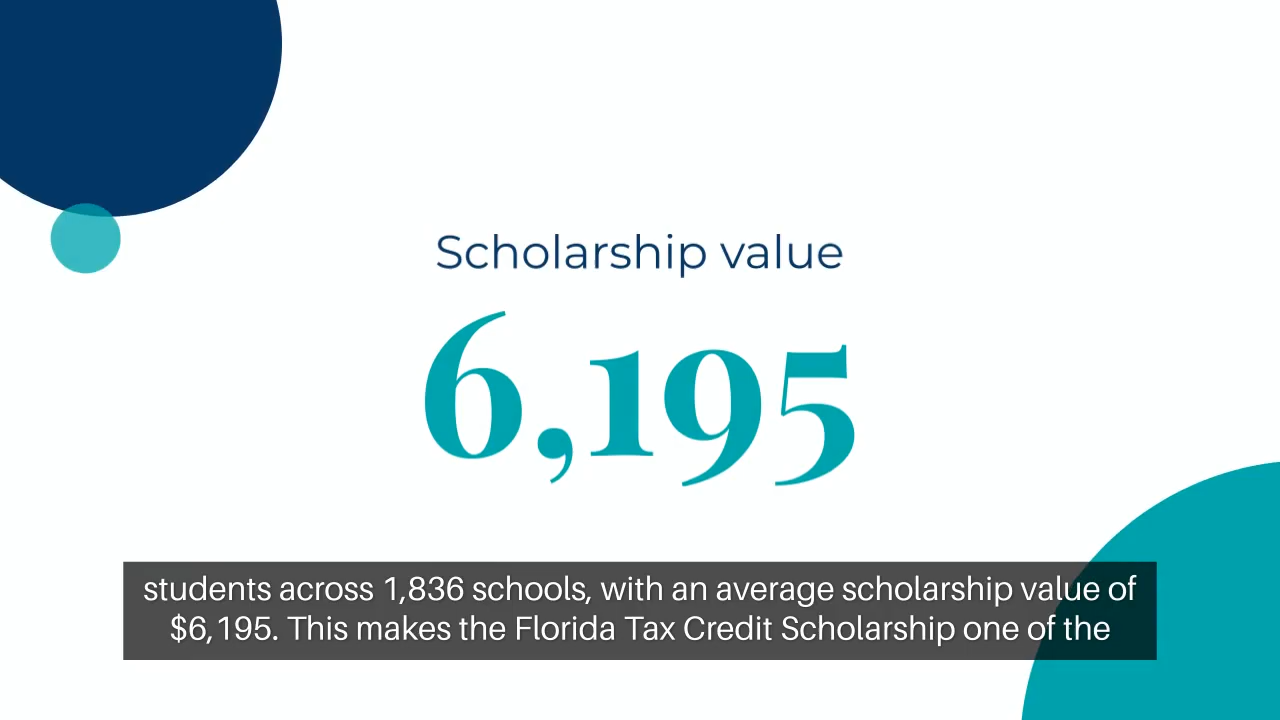 Scholarship value
6,195
students across 1,836 schools, with an average scholarship value of
$6,195. This makes the Florida Tax Credit Scholarship one of the